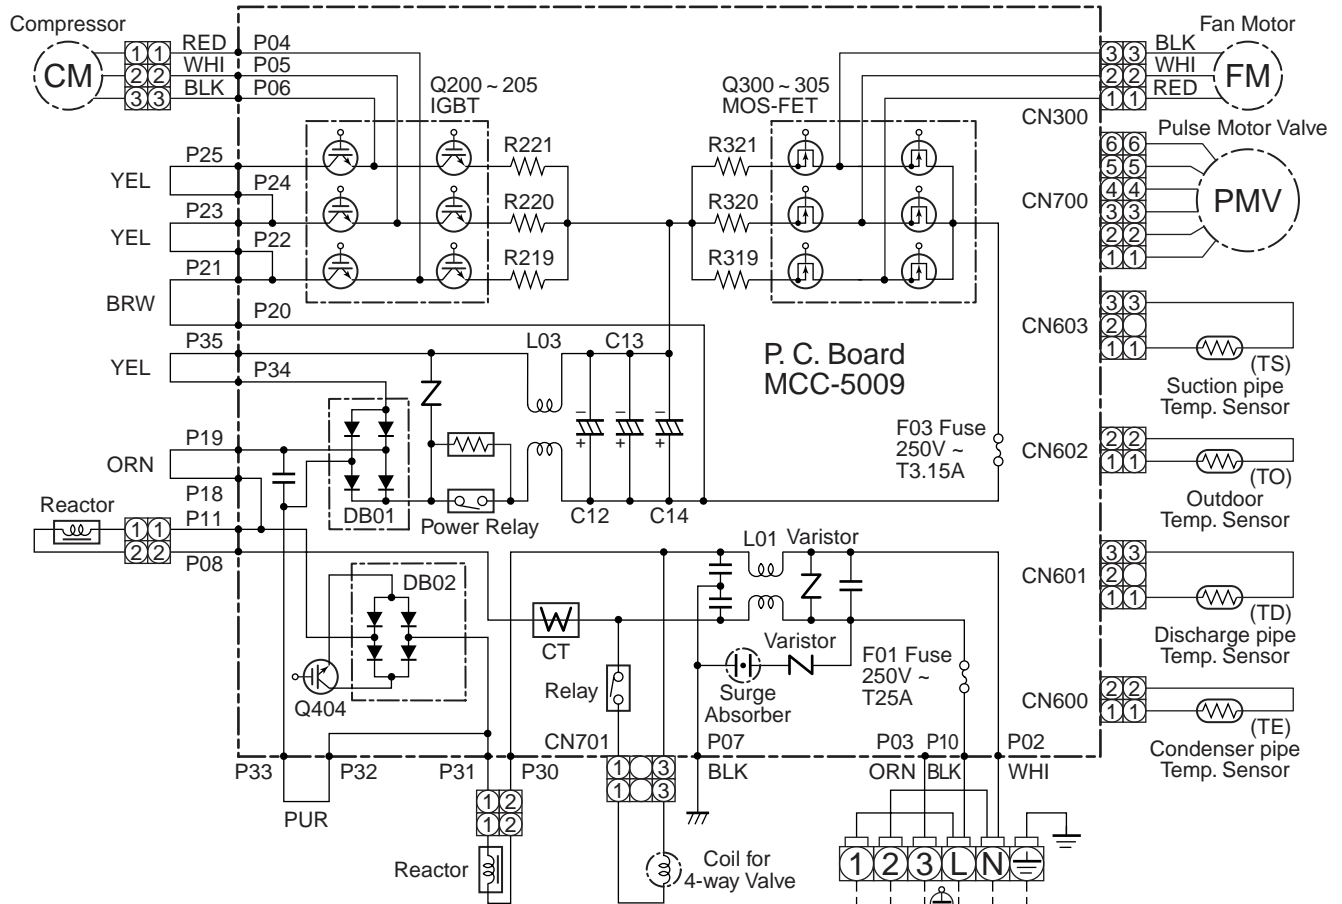 Compressor
CM
1 1
2 2
3 3
RED
WHI
BLK
P04
P05
P06
Q200 ~ 205
IGBT
Q300 ~ 305
MOS-FET
Fan Motor
FM
3 3
2 2
1 1
BLK
WHI
RED
CN300
Pulse Motor Valve
PMV
6 6
5 5
4 4
3 3
2 2
1 1
CN700
P25
YEL
P24
P23
YEL
P22
P21
BRW
P20
P35
YEL
P34
R221
R220
R219
R321
R320
R319
L03
C13
P. C. Board
MCC-5009
CN603
3 3
2
1 1
(TS)
Suction pipe
Temp. Sensor
F03 Fuse
250V ~
T3.15A
CN602
2 2
1 1
(TO)
Outdoor
Temp. Sensor
P19
ORN
P18
Reactor
P11
P08
1 1
2 2
DB01
Power Relay
C12
C14
− − −
+ + +
L01
Varistor
CN601
3 3
2
1 1
(TD)
Discharge pipe
Temp. Sensor
DB02
CT
Varistor
F01 Fuse
250V ~
T25A
Relay
Surge
Absorber
Q404
CN600
2 2
1 1
(TE)
Condenser pipe
Temp. Sensor
CN701
P33
P32
P31
P30
P07
BLK
P03
P10
P02
ORN
BLK
WHI
PUR
1 2
1 2
1 3
1 3
Reactor
Coil for
4-way Valve
1 2 3 L N